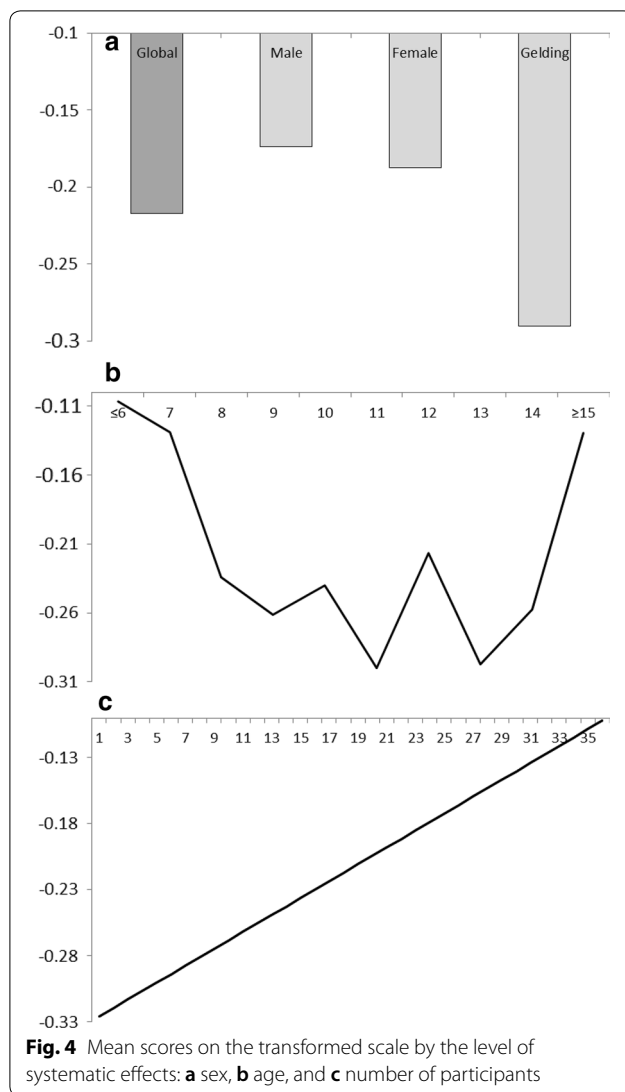 -0.1
a
Global Male Female Gelding
-0.15
-0.2
-0.25
-0.3
b
-0.11
≤6 7 8 9 10 11 12 13 14 ≥15
-0.16
-0.21
-0.26
-0.31
c
1 3 5 7 9 11 13 15 17 19 21 23 25 27 29 31 33 35
-0.13
-0.18
-0.23
-0.28
-0.33
Fig. 4 Mean scores on the transformed scale by the level of
systematic effects: a sex, b age, and c number of participants